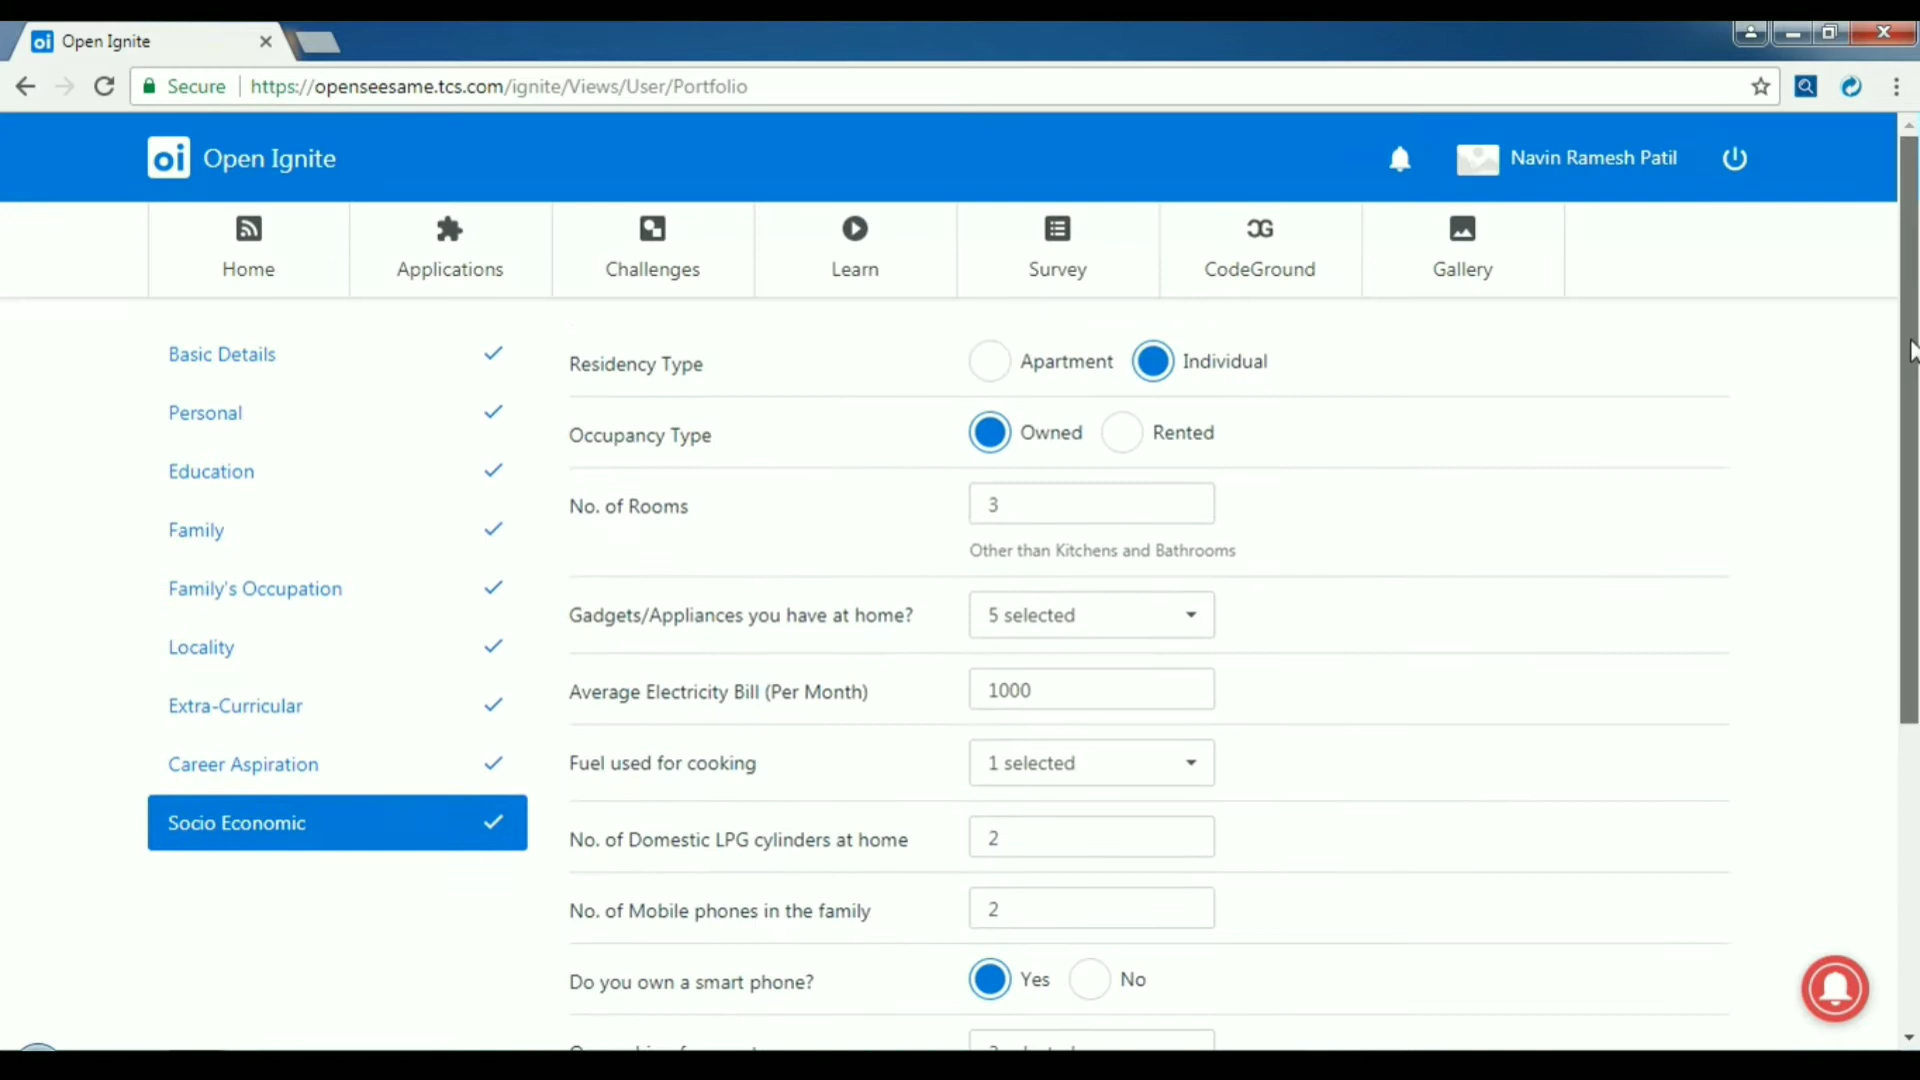 oi Open Ignite
Secure https://openseesame.tcs.com/ignite/Views/User/Portfolio
oi Open Ignite
Navin Ramesh Patil
Home
Applications
Challenges
Learn
Survey
CG
CodeGround
Gallery
Basic Details
Personal
Education
Family
Family's Occupation
Locality
Extra-Curricular
Career Aspiration
Socio Economic
Residency Type Apartment Individual
Occupancy Type Owned Rented
No. of Rooms 3
Other than Kitchens and Bathrooms
Gadgets/Appliances you have at home? 5 selected
Average Electricity Bill (Per Month) 1000
Fuel used for cooking 1 selected
No. of Domestic LPG cylinders at home 2
No. of Mobile phones in the family 2
Do you own a smart phone? Yes No